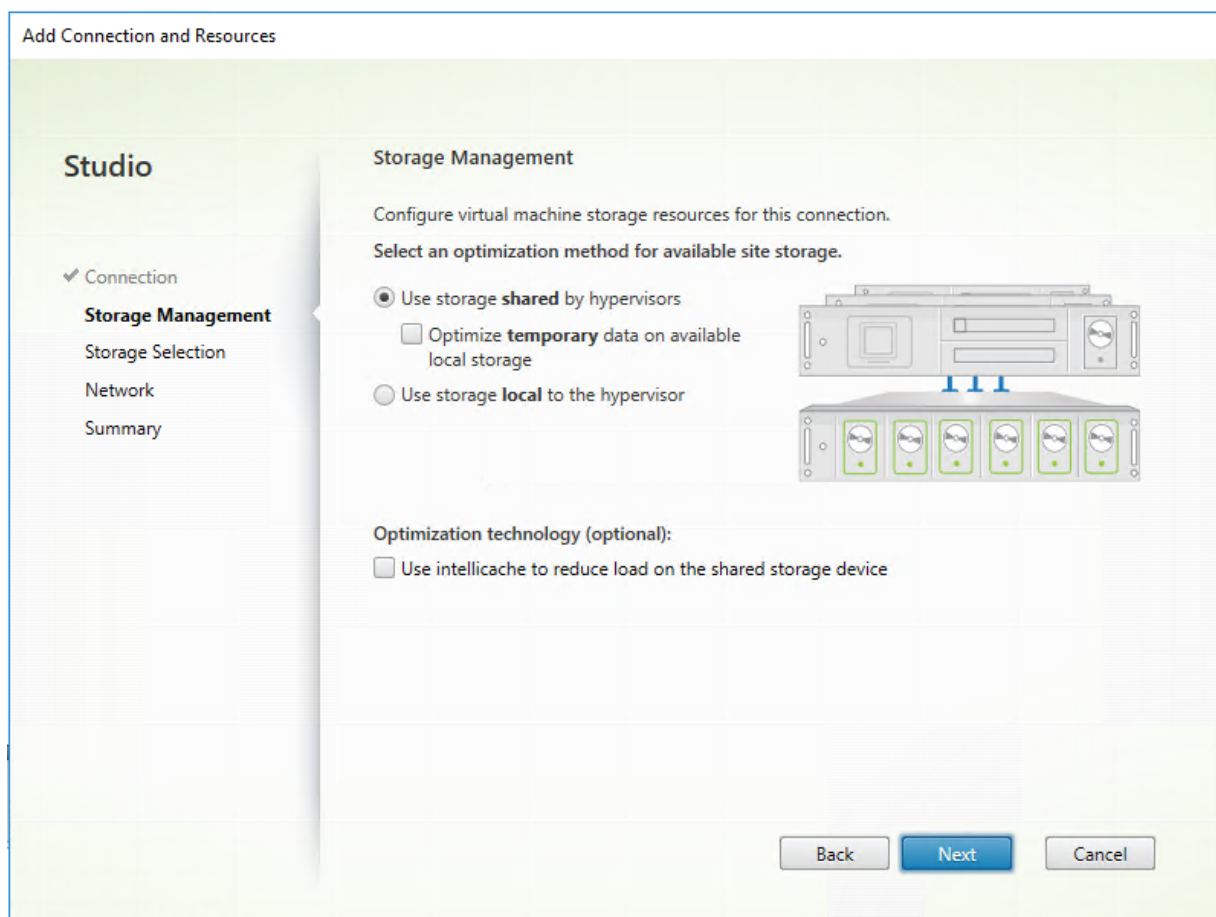 Add Connection and Resources
Studio
Connection
Storage Management
Storage Selection
Network
Summary
Storage Management
Configure virtual machine storage resources for this connection.
Select an optimization method for available site storage.
Use storage shared by hypervisors
Optimize temporary data on available
local storage
Use storage local to the hypervisor
Optimization technology (optional):
Use intellicache to reduce load on the shared storage device
Back
Next
Cancel